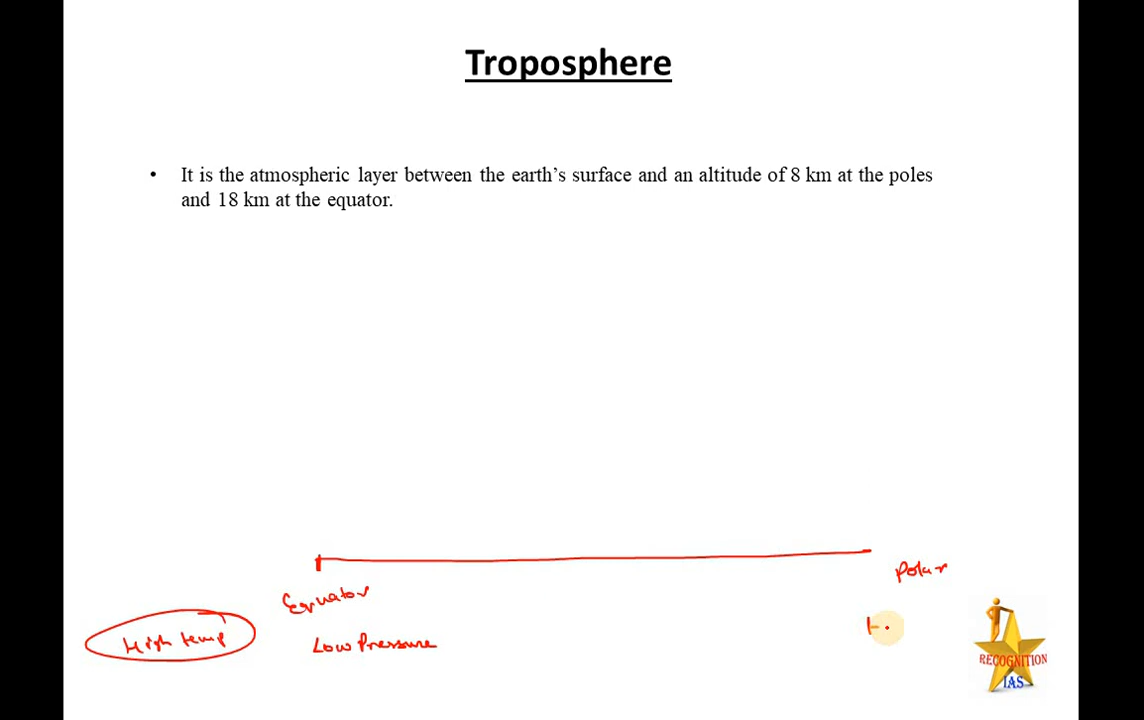 Troposphere
• It is the atmospheric layer between the earth's surface and an altitude of 8 km at the poles
and 18 km at the equator.
Polar
Equator
High temp
Low Pressure
RECOGNITION
IAS